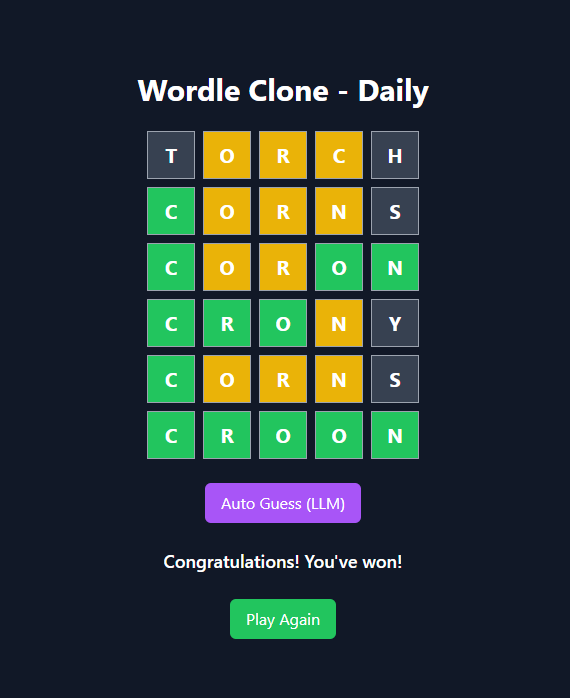 Wordle Clone - Daily
T O R C H
C O R N S
C O R O N
C R O N Y
C O R N S
C R O O N
Auto Guess (LLM)
Congratulations! You've won!
Play Again